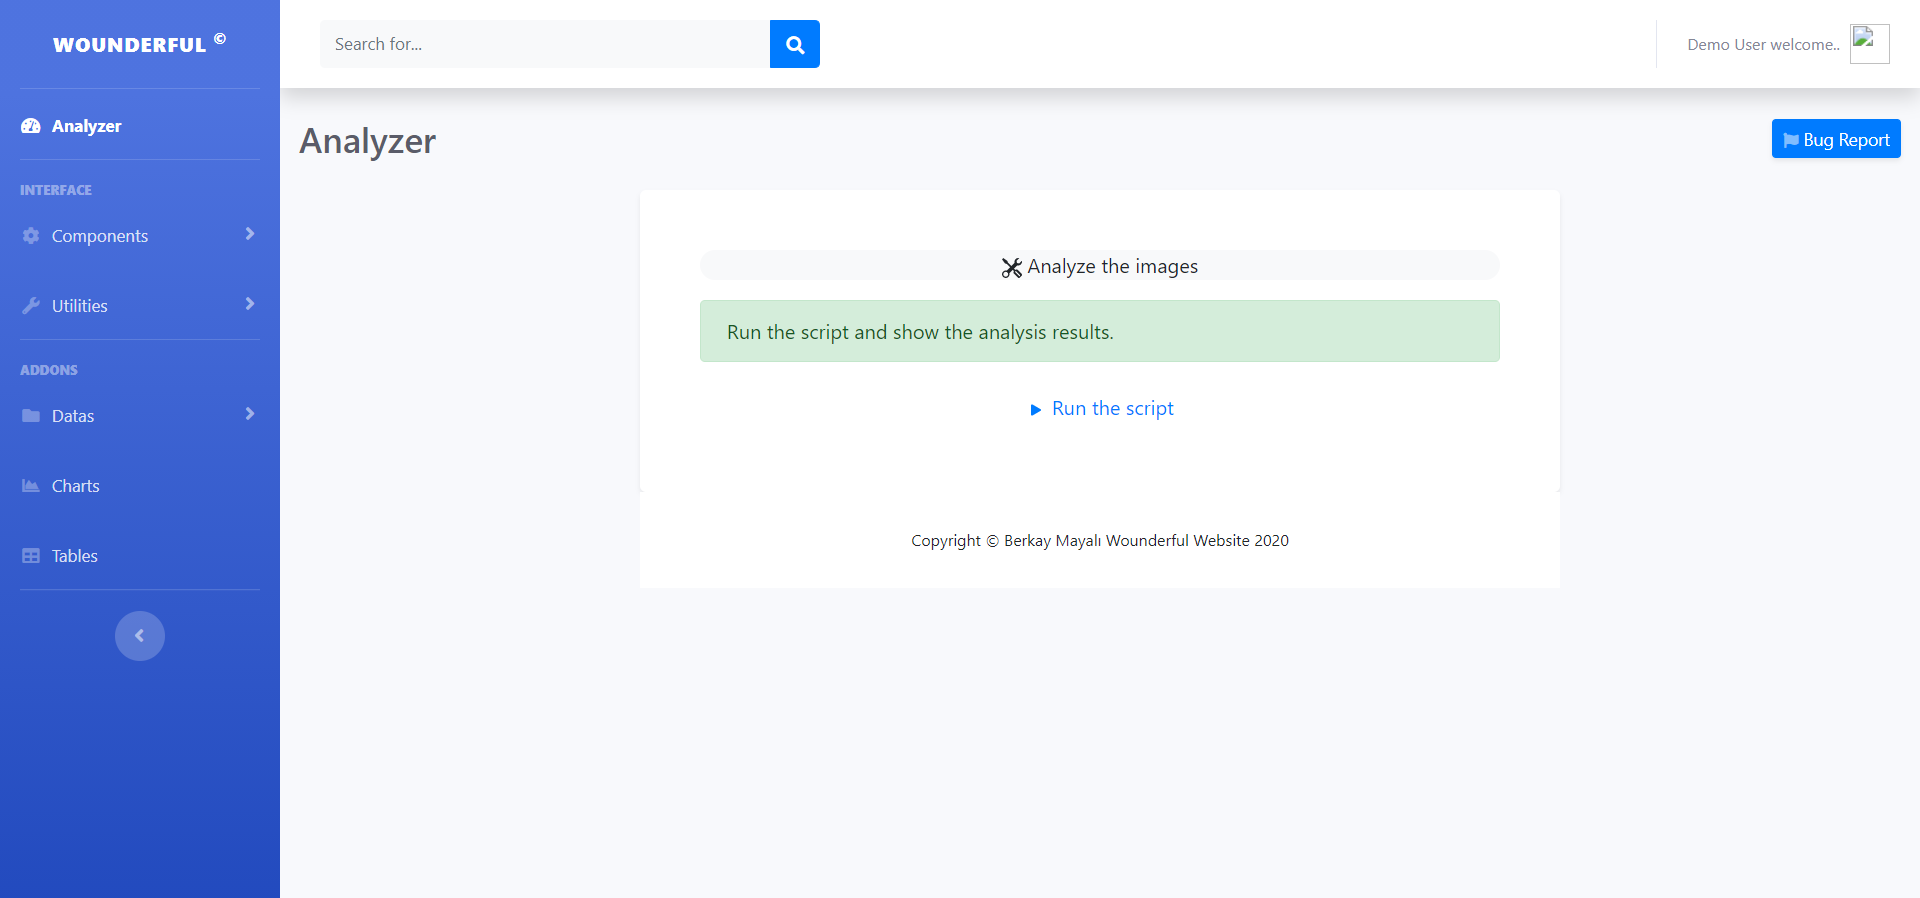 WOUNDERFUL ©
Search for...
Demo User welcome..
Analyzer
INTERFACE
Components
Utilities
ADDONS
Datas
Charts
Tables
Analyzer
Bug Report
Analyze the images
Run the script and show the analysis results.
Run the script
Copyright © Berkay Mayalı Wounderful Website 2020